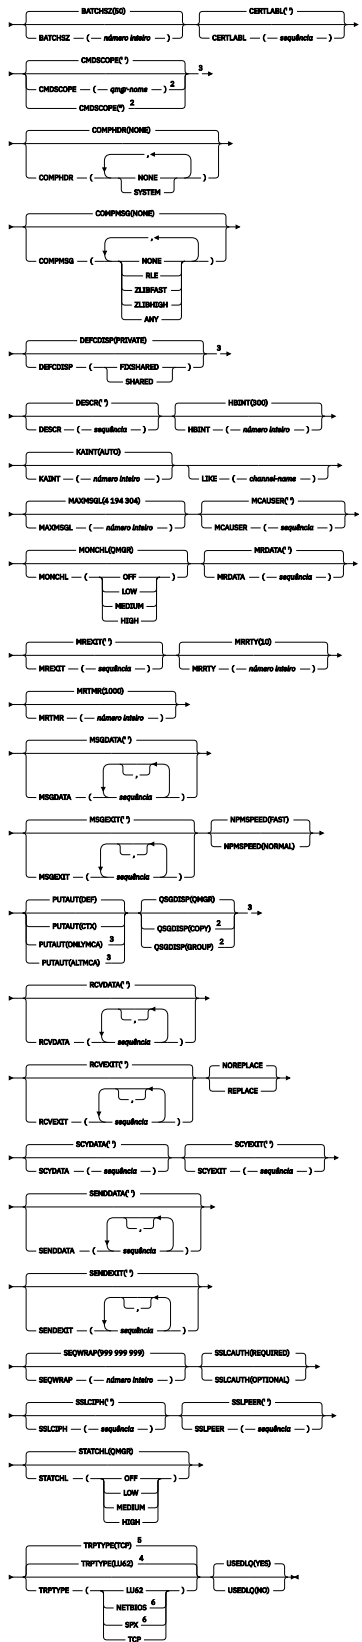 BATCHSZ(50) CERTLABL(' ')
BATCHSZ ( número inteiro ) CERTLABL ( sequência )
CMDSCOPE(' ') 3
CMDSCOPE ( qmgr-nome ) 2
CMDSCOPE(*) 2
COMPHDR(NONE)
,
COMPHDR ( NONE )
SYSTEM
COMPMSG(NONE)
,
COMPMSG ( NONE )
RLE
ZLIBFAST
ZLIBHIGH
ANY
DEFCDISP(PRIVATE) 3
DEFCDISP ( FIXSHARED )
SHARED
DESCR(' ') HBINT(300)
DESCR ( sequência ) HBINT ( número inteiro )
KAINT(AUTO)
KAINT ( número inteiro ) LIKE ( channel-name )
MAXMSGL(4 194 304) MCAUSER(' ')
MAXMSGL ( número inteiro ) MCAUSER ( sequência )
MONCHL(QMGR) MRDATA(' ')
MONCHL ( OFF ) MRDATA ( sequência )
LOW
MEDIUM
HIGH
MREXIT(' ') MRRTY(10)
MREXIT ( sequência ) MRRTY ( número inteiro )
MRTMR(1000)
MRTMR ( número inteiro )
MSGDATA(' ')
,
MSGDATA ( sequência )
MSGEXIT(' ') NPMSPEED(FAST)
, NPMSPEED(NORMAL)
MSGEXIT ( sequência )
PUTAUT(DEF) QSGDISP(QMGR) 3
PUTAUT(CTX) QSGDISP(COPY) 2
PUTAUT(ONLYMCA) 3 QSGDISP(GROUP) 2
PUTAUT(ALTMCA) 3
RCVDATA(' ')
,
RCVDATA ( sequência )
RCVEXIT(' ') NOREPLACE
, REPLACE
RCVEXIT ( sequência )
SCYDATA(' ') SCYEXIT(' ')
SCYDATA ( sequência ) SCYEXIT ( sequência )
SENDDATA(' ')
,
SENDDATA ( sequência )
SENDEXIT(' ')
,
SENDEXIT ( sequência )
SEQWRAP(999 999 999) SSLCAUTH(REQUIRED)
SEQWRAP ( número inteiro ) SSLCAUTH(OPTIONAL)
SSLCIPH(' ') SSLPEER(' ')
SSLCIPH ( sequência ) SSLPEER ( sequência )
STATCHL(QMGR)
STATCHL ( OFF )
LOW
MEDIUM
HIGH
TRPTYPE(TCP) 5
TRPTYPE(LU62) 4 USEDLQ(YES)
TRPTYPE ( LU62 ) USEDLQ(NO)
NETBIOS 6
SPX 6
TCP